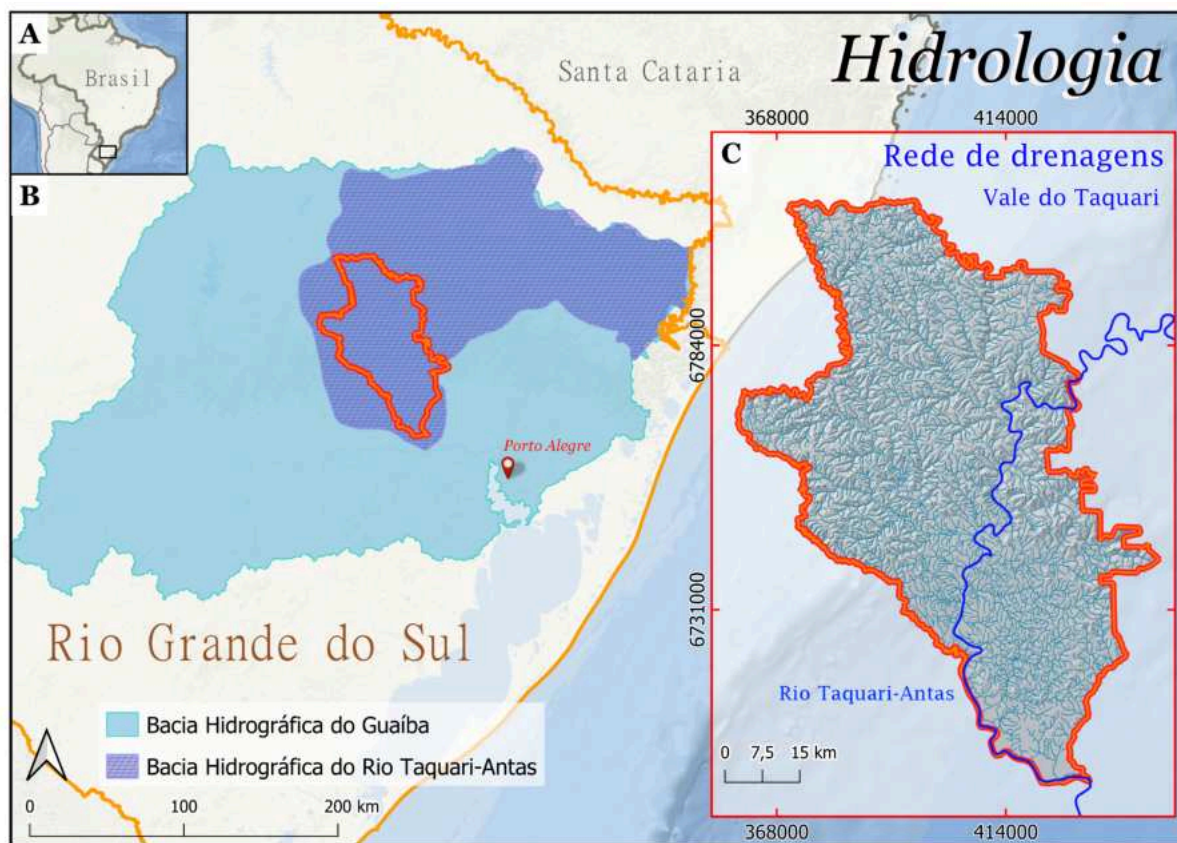 A
Brasil
Santa Cataria
Hidrologia
B
Porto Alegre
Rio Grande do Sul
Bacia Hidrográfica do Guaíba
Bacia Hidrográfica do Rio Taquari-Antas
0 100 200 km
368000 414000
C
Rede de drenagens
Vale do Taquari
6784000
6731000
Rio Taquari-Antas
0 7,5 15 km
368000 414000